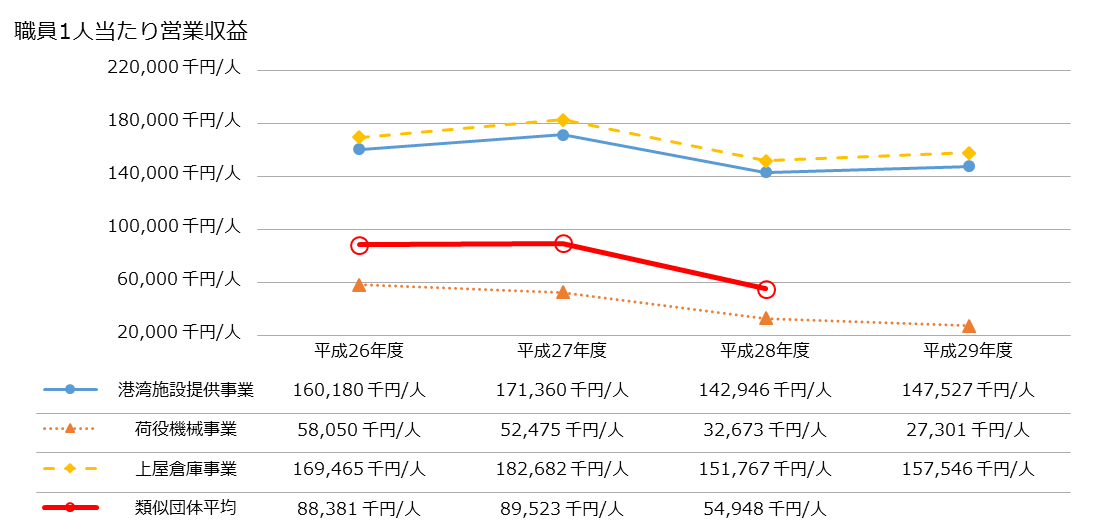 職員1人当たり営業収益
220,000 千円/人
180,000 千円/人
140,000 千円/人
100,000 千円/人
60,000 千円/人
20,000 千円/人
平成26年度 平成27年度 平成28年度 平成29年度
港湾施設提供事業 160,180 千円/人 171,360 千円/人 142,946 千円/人 147,527 千円/人
荷役機械事業 58,050 千円/人 52,475 千円/人 32,673 千円/人 27,301 千円/人
上屋倉庫事業 169,465 千円/人 182,682 千円/人 151,767 千円/人 157,546 千円/人
類似団体平均 88,381 千円/人 89,523 千円/人 54,948 千円/人